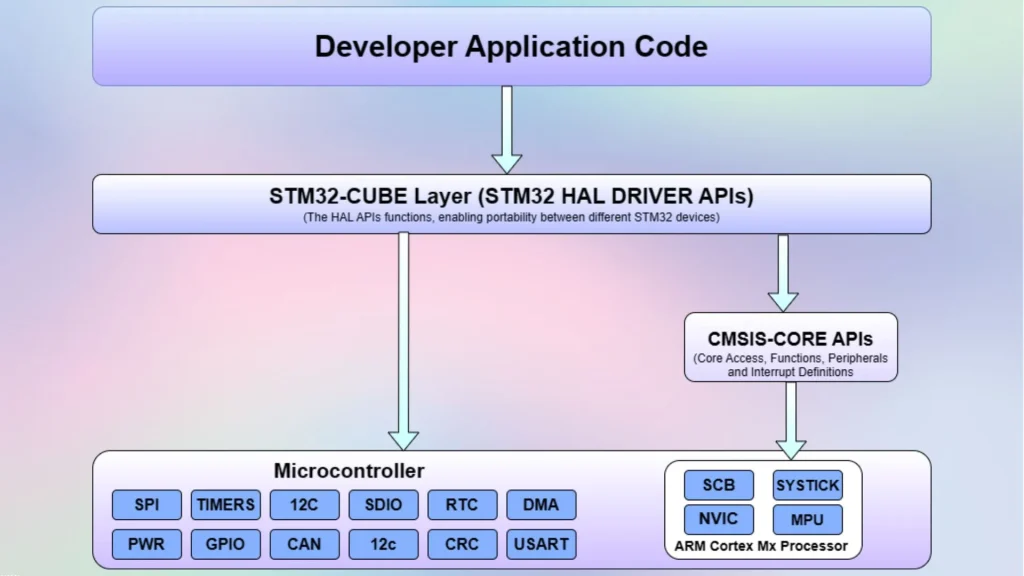 Developer Application Code
STM32-CUBE Layer (STM32 HAL DRIVER APIs)
(The HAL APIs functions, enabling portability between different STM32 devices)
CMSIS-CORE APIs
(Core Access, Functions, Peripherals
and Interrupt Definitions
Microcontroller
SPI TIMERS 12C SDIO RTC DMA
PWR GPIO CAN 12c CRC USART
SCB SYSTICK
NVIC MPU
ARM Cortex Mx Processor